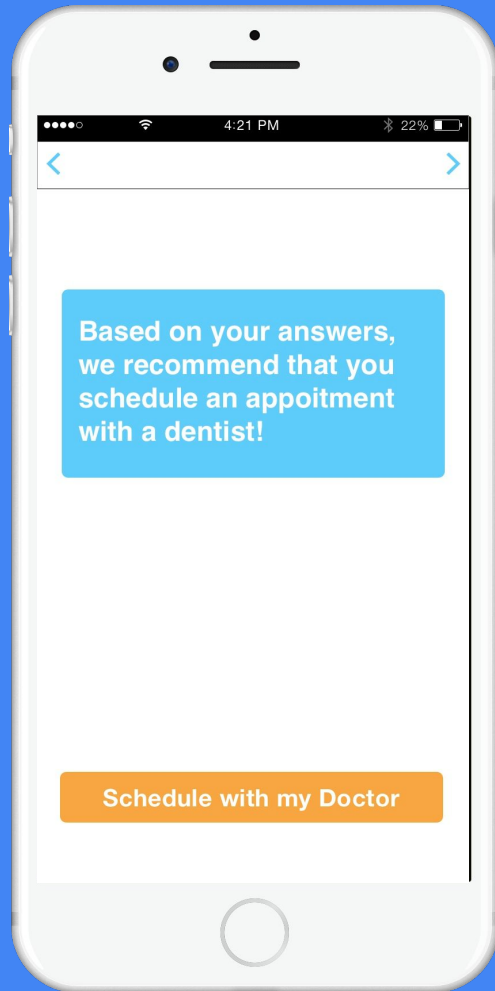 4:21 PM 22%
Based on your answers,
we recommend that you
schedule an appoitment
with a dentist!
Schedule with my Doctor